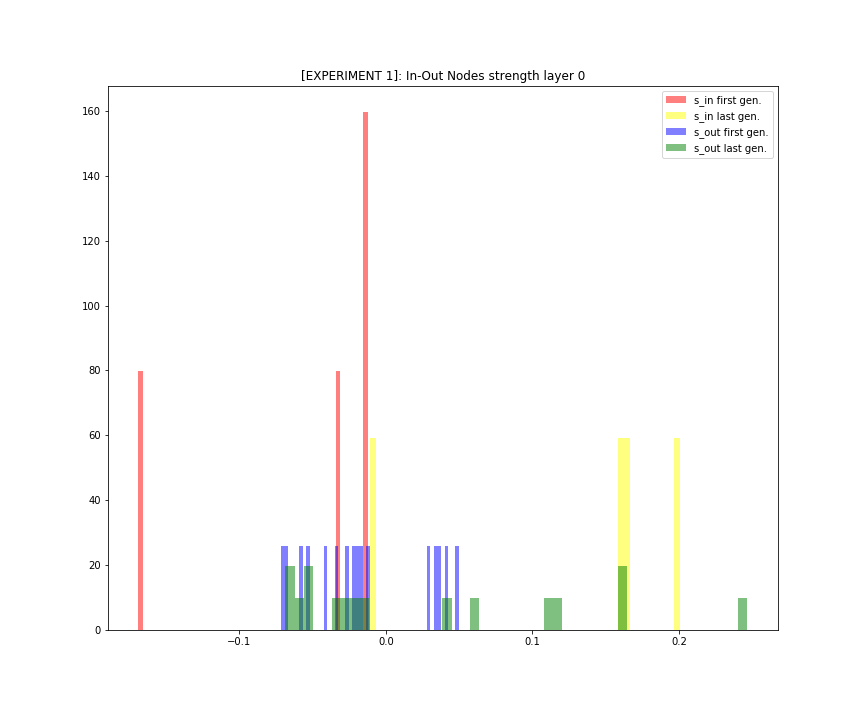 [EXPERIMENT 1]: In-Out Nodes strength layer 0
s_in first gen.
s_in last gen.
s_out first gen.
s_out last gen.
160
140
120
100
80
60
40
20
0
−0.1 0.0 0.1 0.2